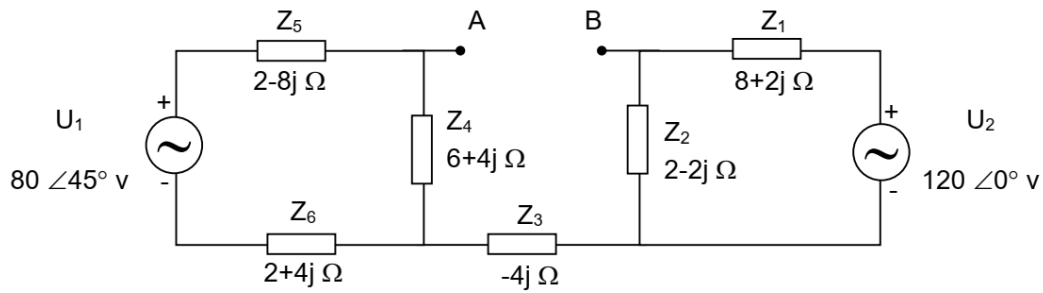 A
B
Z₅
Z₁
2-8j Ω
8+2j Ω
+
+
U₁
Z₄
Z₂
U₂
6+4j Ω
2-2j Ω
80 ∠45° v
-
-
120 ∠0° v
Z₆
Z₃
2+4j Ω
-4j Ω